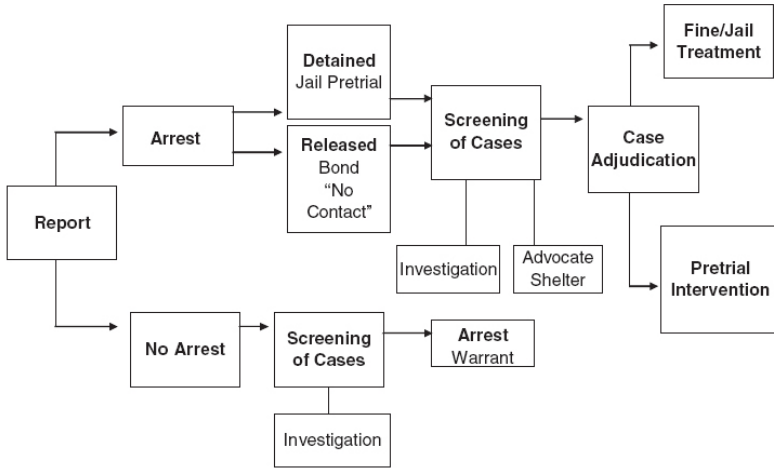 Report
Arrest
Detained
Jail Pretrial
Released
Bond
“No
Contact”
Screening
of Cases
Investigation
Advocate
Shelter
Case
Adjudication
Fine/Jail
Treatment
Pretrial
Intervention
No Arrest
Screening
of Cases
Investigation
Arrest
Warrant